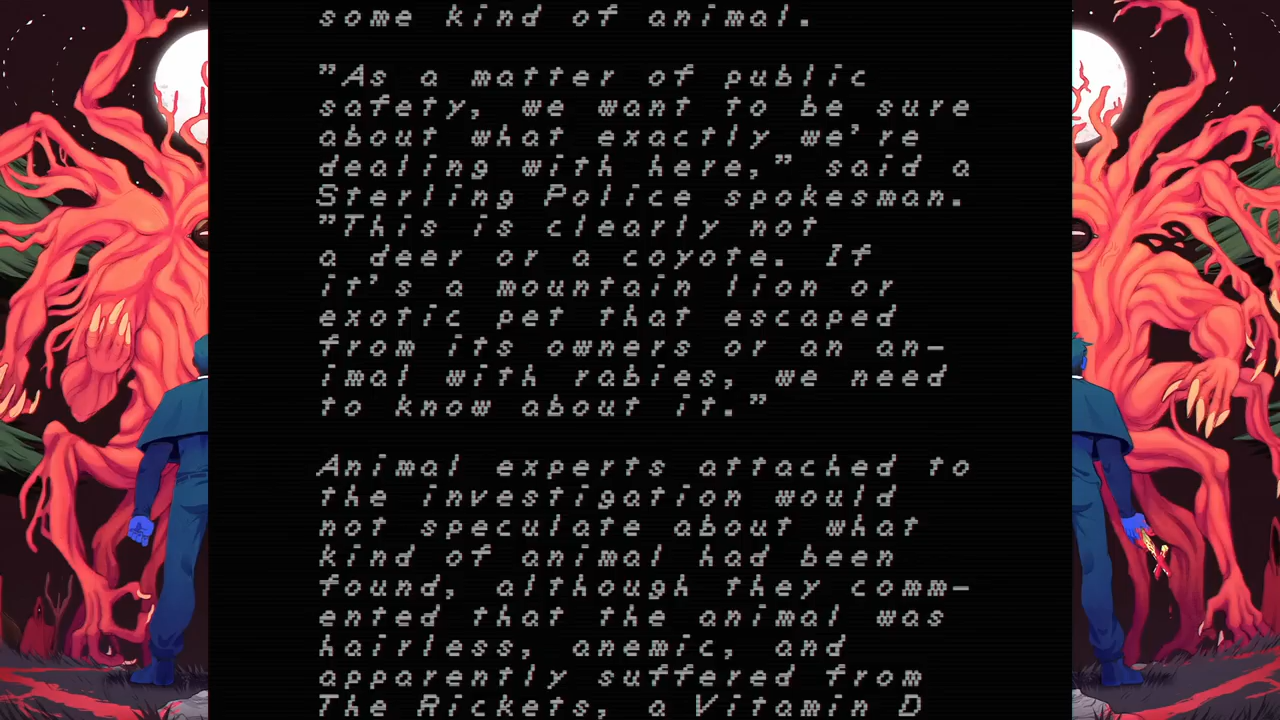 some kind of animal.
"As a matter of public
safety, we want to be sure
about what exactly we're
dealing with here," said a
Sterling Police spokesman.
"This is clearly not
a deer or a coyote. If
it's a mountain lion or
exotic pet that escaped
from its owners or an an-
imal with rabies, we need
to know about it."
Animal experts attached to
the investigation would
not speculate about what
kind of animal had been
found, although they comm-
ented that the animal was
hairless, anemic, and
apparently suffered from
The Rickets, a Vitamin D